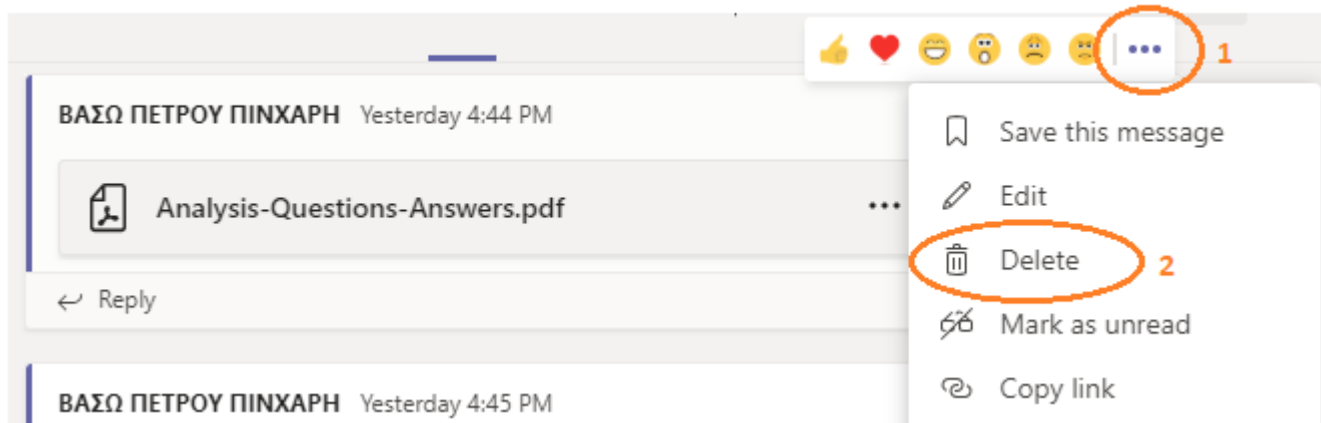 1
ΒΑΣΩ ΠΕΤΡΟΥ ΠΙΝΧΑΡΗ Yesterday 4:44 PM
Analysis-Questions-Answers.pdf
Reply
Save this message
Edit
Delete 2
Mark as unread
Copy link
ΒΑΣΩ ΠΕΤΡΟΥ ΠΙΝΧΑΡΗ Yesterday 4:45 PM